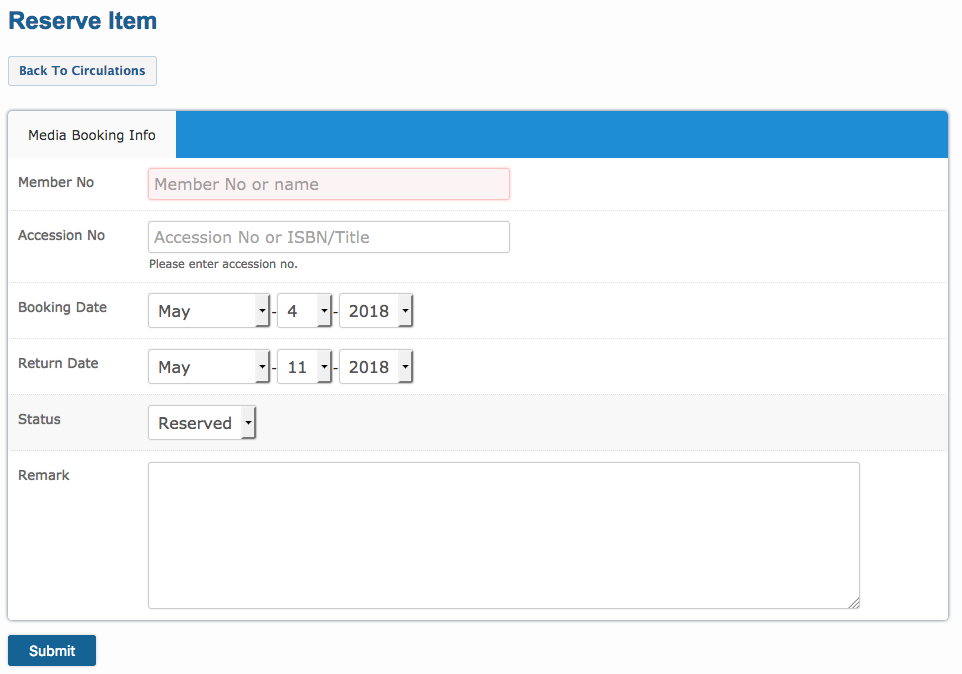 Reserve Item
Back To Circulations
Media Booking Info
Member No Member No or name
Accession No Accession No or ISBN/Title
Please enter accession no.
Booking Date May - 4 - 2018
Return Date May - 11 - 2018
Status Reserved
Remark
Submit